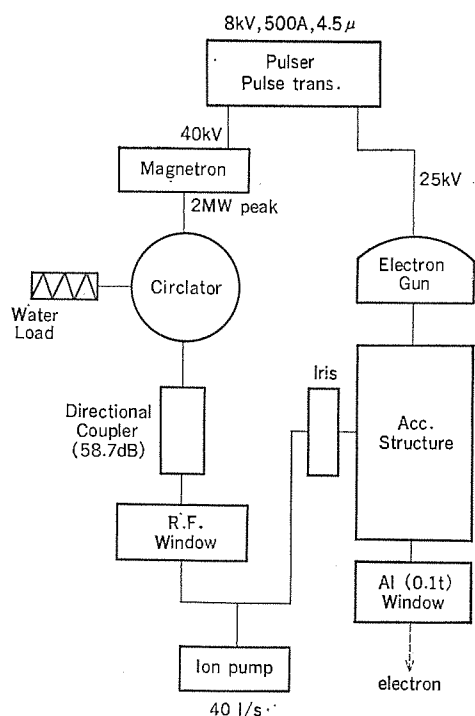 8kV, 500A, 4.5μ
Pulser
Pulse trans.
40kV
Magnetron
2MW peak
25kV
Circlator
Electron
Gun
Water
Load
Iris
Directional
Coupler
(58.7dB)
Acc.
Structure
R.F.
Window
Al (0.1t)
Window
Ion pump
40 l/s
electron